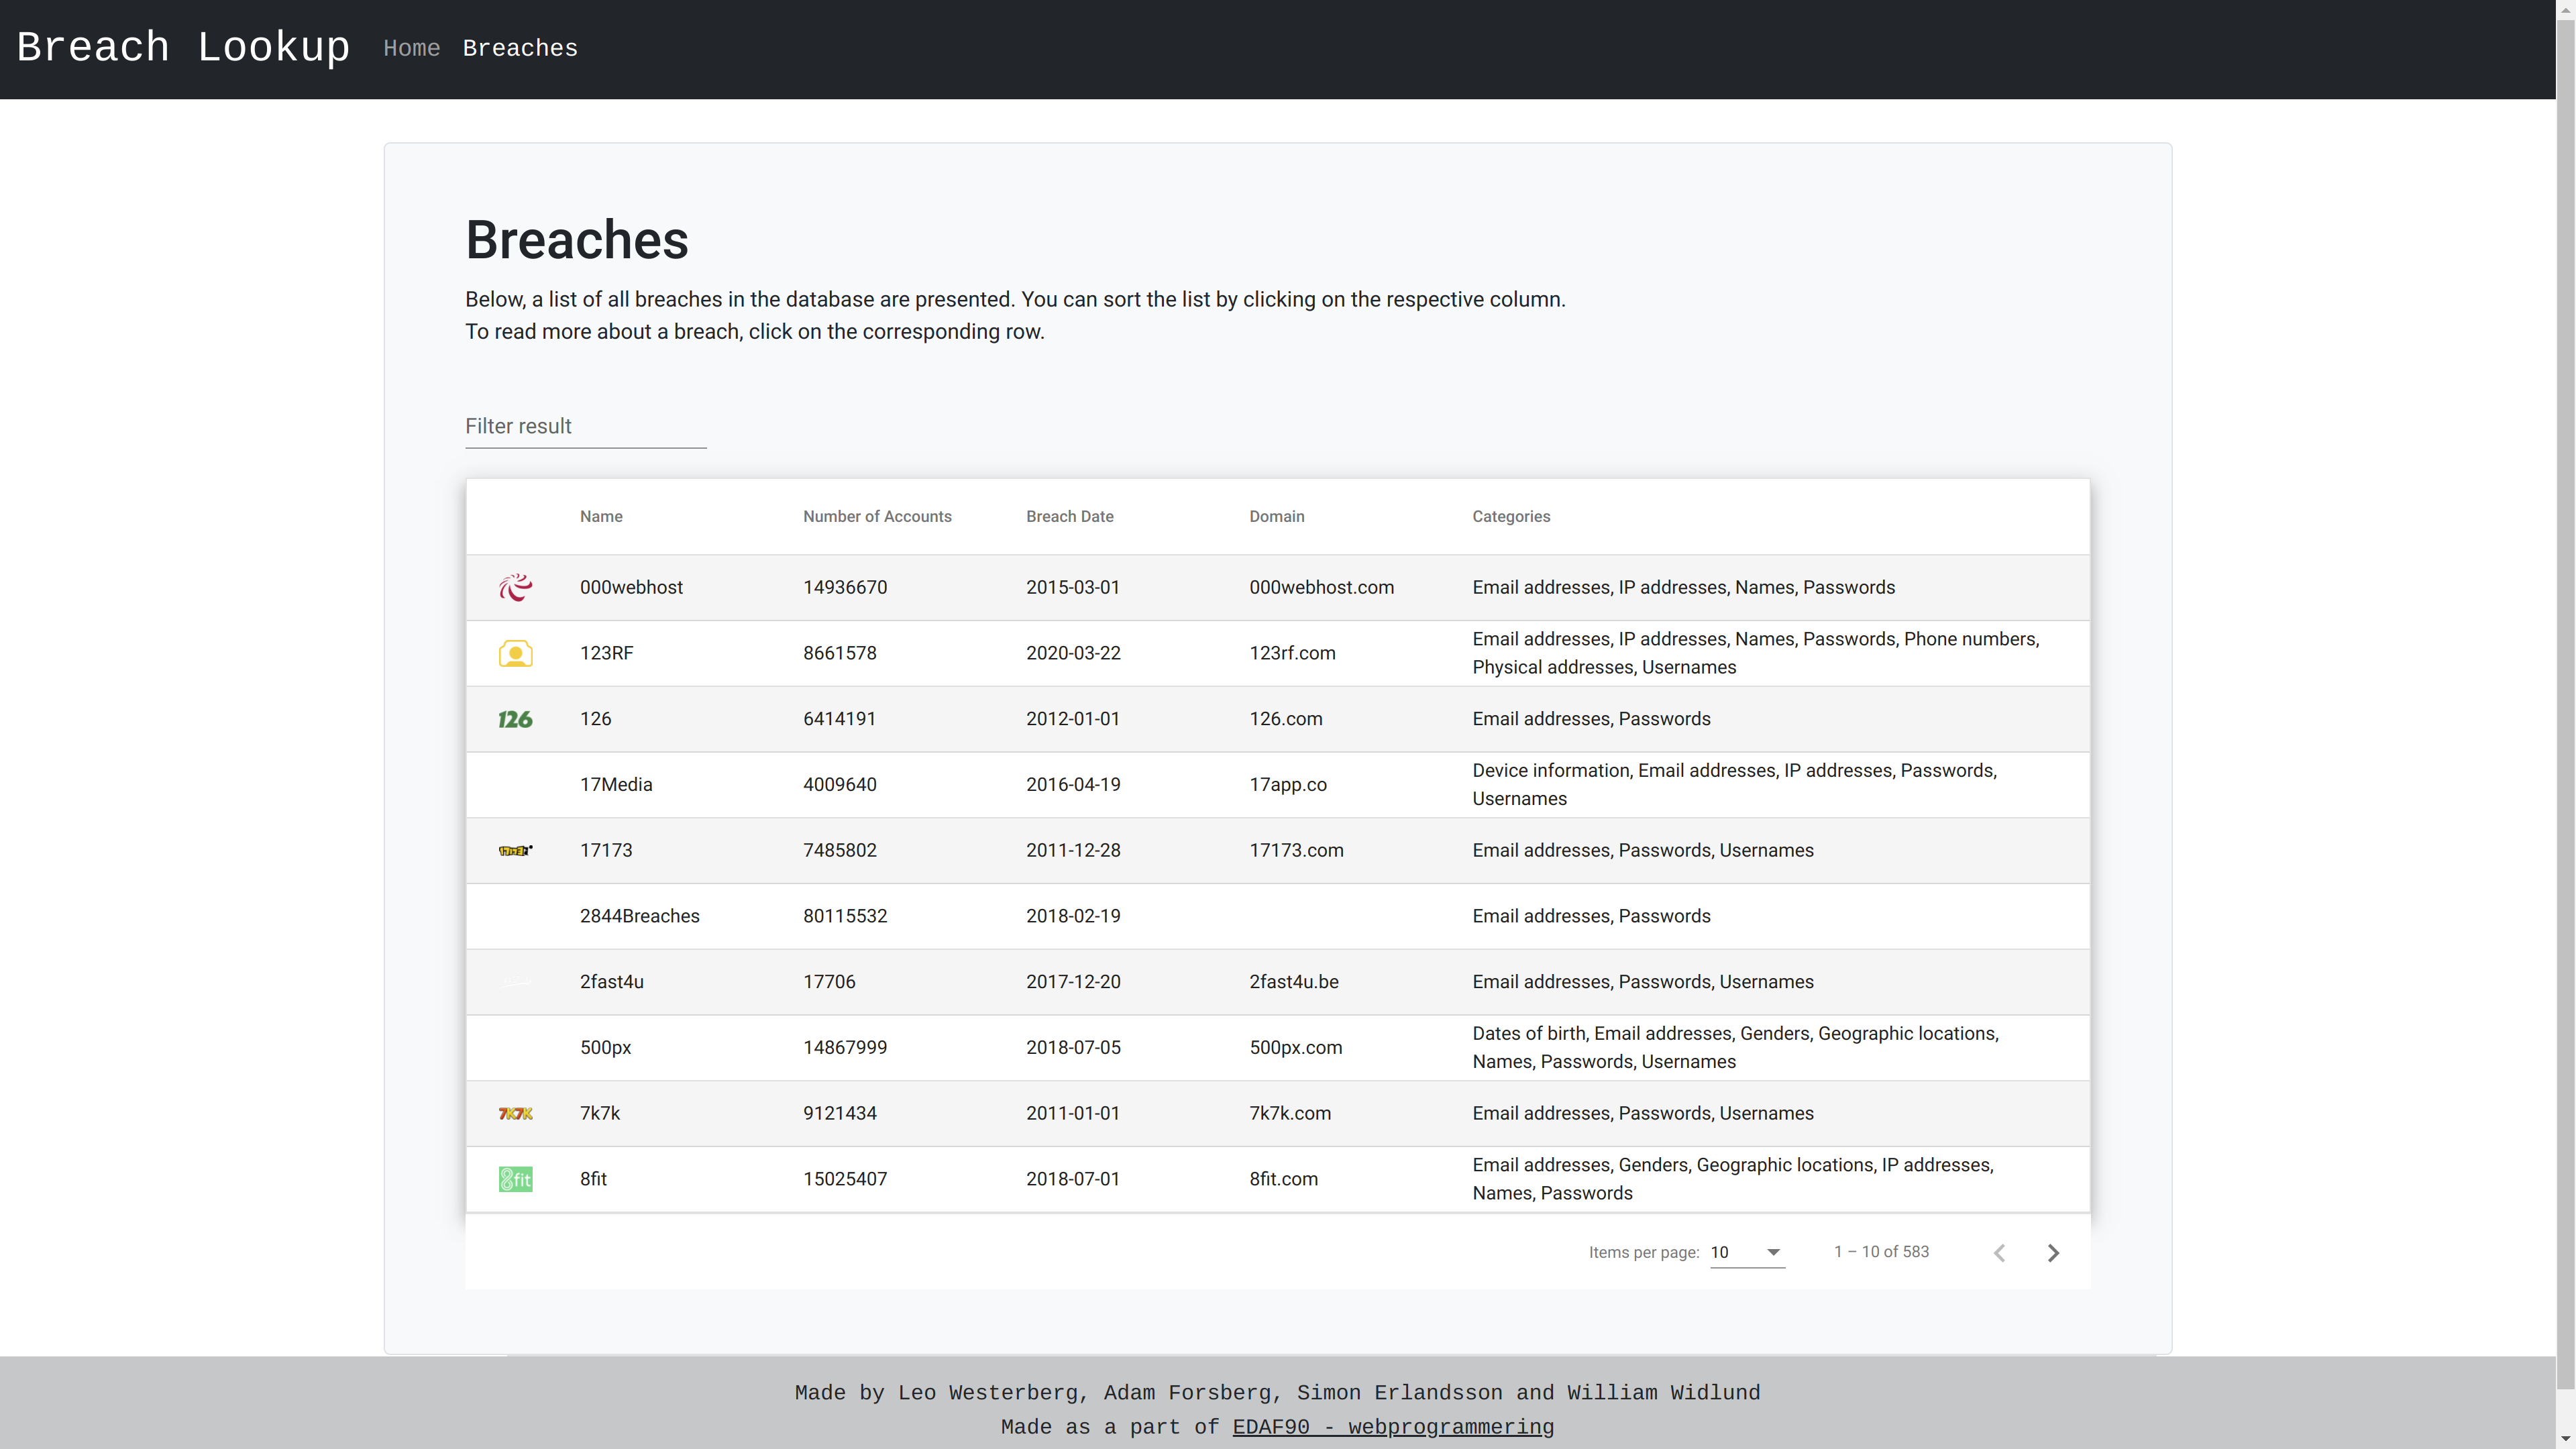 Breach Lookup Home Breaches
Breaches
Below, a list of all breaches in the database are presented. You can sort the list by clicking on the respective column.
To read more about a breach, click on the corresponding row.
Filter result
Name Number of Accounts Breach Date Domain Categories
000webhost 14936670 2015-03-01 000webhost.com Email addresses, IP addresses, Names, Passwords
123RF 8661578 2020-03-22 123rf.com Email addresses, IP addresses, Names, Passwords, Phone numbers,
Physical addresses, Usernames
126 126 6414191 2012-01-01 126.com Email addresses, Passwords
17Media 4009640 2016-04-19 17app.co Device information, Email addresses, IP addresses, Passwords,
Usernames
17173 17173 7485802 2011-12-28 17173.com Email addresses, Passwords, Usernames
2844Breaches 80115532 2018-02-19 Email addresses, Passwords
2fast4u 17706 2017-12-20 2fast4u.be Email addresses, Passwords, Usernames
500px 14867999 2018-07-05 500px.com Dates of birth, Email addresses, Genders, Geographic locations,
Names, Passwords, Usernames
7K7K 7k7k 9121434 2011-01-01 7k7k.com Email addresses, Passwords, Usernames
8fit 8fit 15025407 2018-07-01 8fit.com Email addresses, Genders, Geographic locations, IP addresses,
Names, Passwords
Items per page: 10 1 – 10 of 583
Made by Leo Westerberg, Adam Forsberg, Simon Erlandsson and William Widlund
Made as a part of EDAF90 - webprogrammering